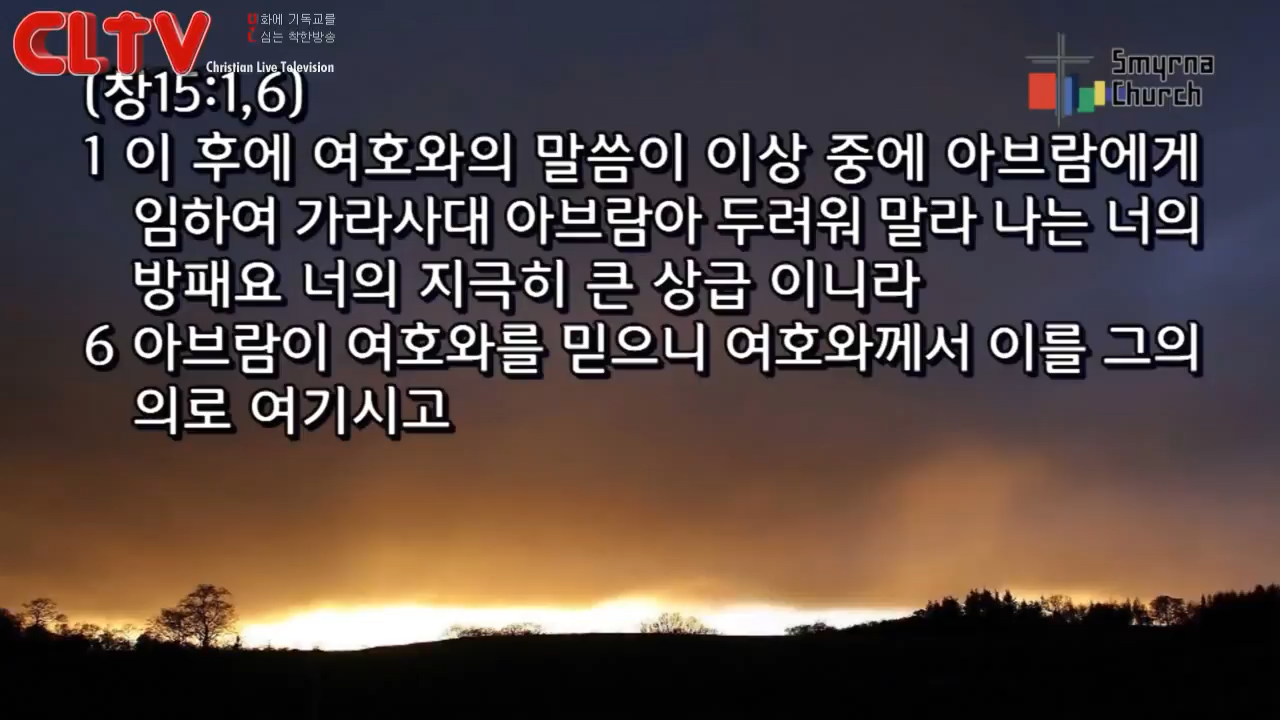 CLTV
화에 기독교를
심는 착한방송
Christian Live Television
Smyrna
Church
(창15:1,6)
1 이 후에 여호와의 말씀이 이상 중에 아브람에게
임하여 가라사대 아브람아 두려워 말라 나는 너의
방패요 너의 지극히 큰 상급 이니라
6 아브람이 여호와를 믿으니 여호와께서 이를 그의
의로 여기시고